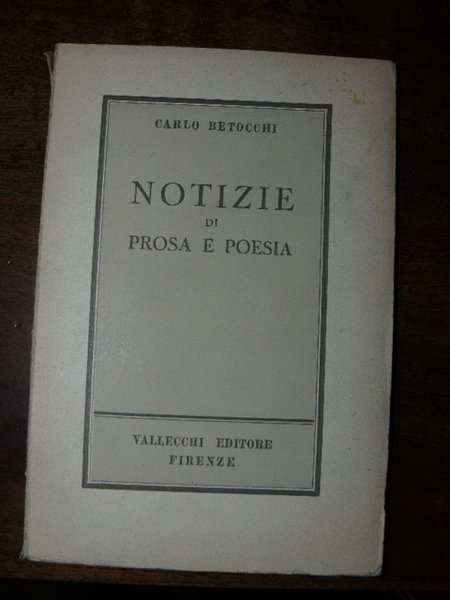 CARLO BETOCCHI
NOTIZIE
DI
PROSA E POESIA
VALLECCHI EDITORE
FIRENZE